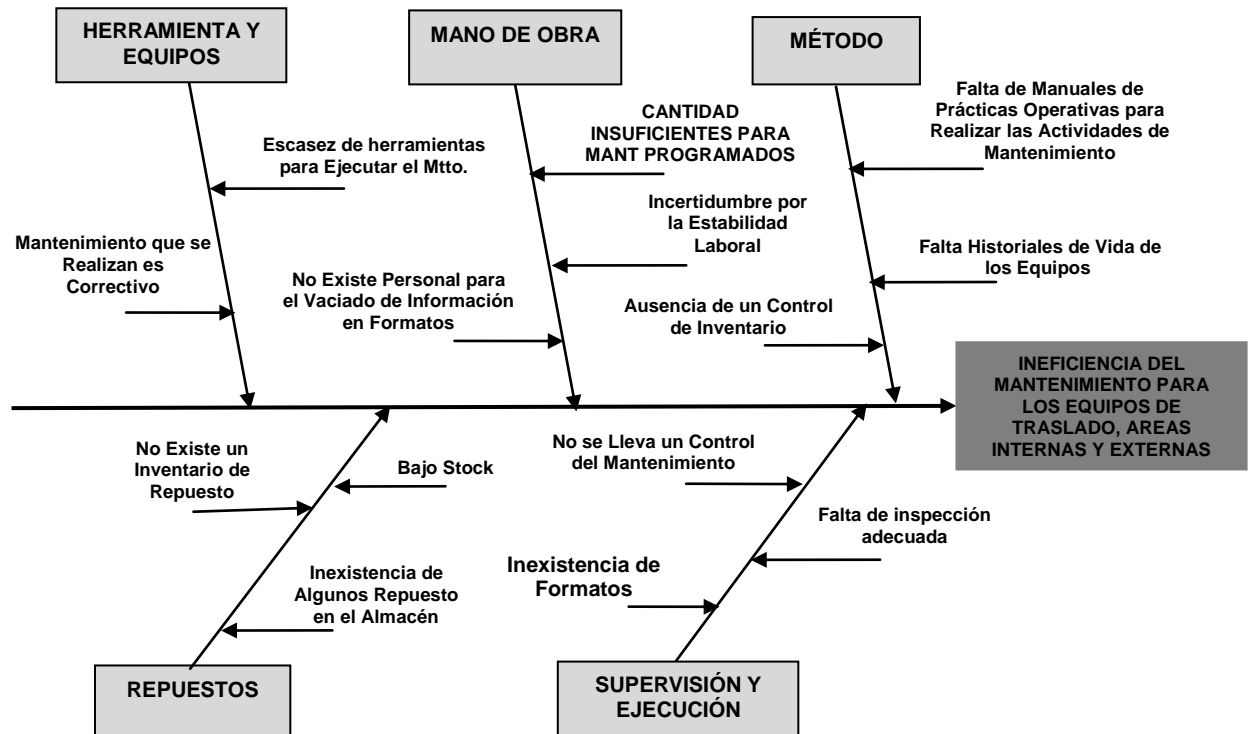 HERRAMIENTA Y
EQUIPOS
MANO DE OBRA
MÉTODO
Escasez de herramientas
para Ejecutar el Mtto.
Mantenimiento que se
Realizan es
Correctivo
CANTIDAD
INSUFICIENTES PARA
MANT PROGRAMADOS
Incertidumbre por
la Estabilidad
Laboral
No Existe Personal para
el Vaciado de Información
en Formatos
Falta de Manuales de
Prácticas Operativas para
Realizar las Actividades de
Mantenimiento
Falta Historiales de Vida de
los Equipos
Ausencia de un Control
de Inventario
INEFICIENCIA DEL
MANTENIMIENTO PARA
LOS EQUIPOS DE
TRASLADO, AREAS
INTERNAS Y EXTERNAS
No Existe un
Inventario de
Repuesto
Bajo Stock
Inexistencia de
Algunos Repuesto
en el Almacén
No se Lleva un Control
del Mantenimiento
Falta de inspección
adecuada
Inexistencia de
Formatos
REPUESTOS
SUPERVISIÓN Y
EJECUCIÓN